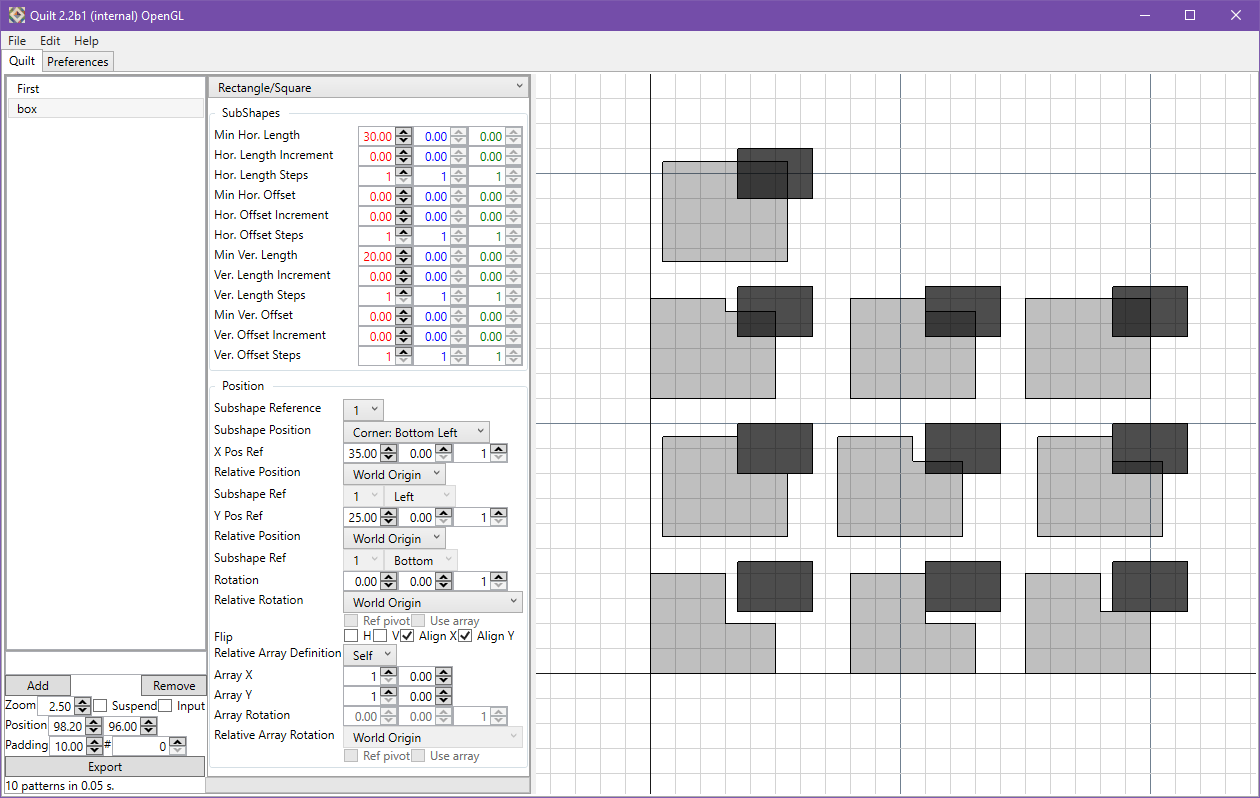 Quilt 2.2b1 (internal) OpenGL
File Edit Help
Quilt Preferences
First
box
Rectangle/Square
SubShapes
Min Hor. Length 30.00 0.00 0.00
Hor. Length Increment 0.00 0.00 0.00
Hor. Length Steps 1 1 1
Min Hor. Offset 0.00 0.00 0.00
Hor. Offset Increment 0.00 0.00 0.00
Hor. Offset Steps 1 1 1
Min Ver. Length 20.00 0.00 0.00
Ver. Length Increment 0.00 0.00 0.00
Ver. Length Steps 1 1 1
Min Ver. Offset 0.00 0.00 0.00
Ver. Offset Increment 0.00 0.00 0.00
Ver. Offset Steps 1 1 1
Position
Subshape Reference 1
Subshape Position Corner: Bottom Left
X Pos Ref 35.00 0.00 1
Relative Position World Origin
Subshape Ref 1 Left
Y Pos Ref 25.00 0.00 1
Relative Position World Origin
Subshape Ref 1 Bottom
Rotation 0.00 0.00 1
Relative Rotation World Origin
Ref pivot Use array
Flip H V Align X Align Y
Relative Array Definition Self
Array X 1 0.00
Array Y 1 0.00
Array Rotation 0.00 0.00 1
Relative Array Rotation World Origin
Ref pivot Use array
Add Remove
Zoom 2.50 Suspend Input
Position 98.20 96.00
Padding 10.00 # 0
Export
10 patterns in 0.05 s.